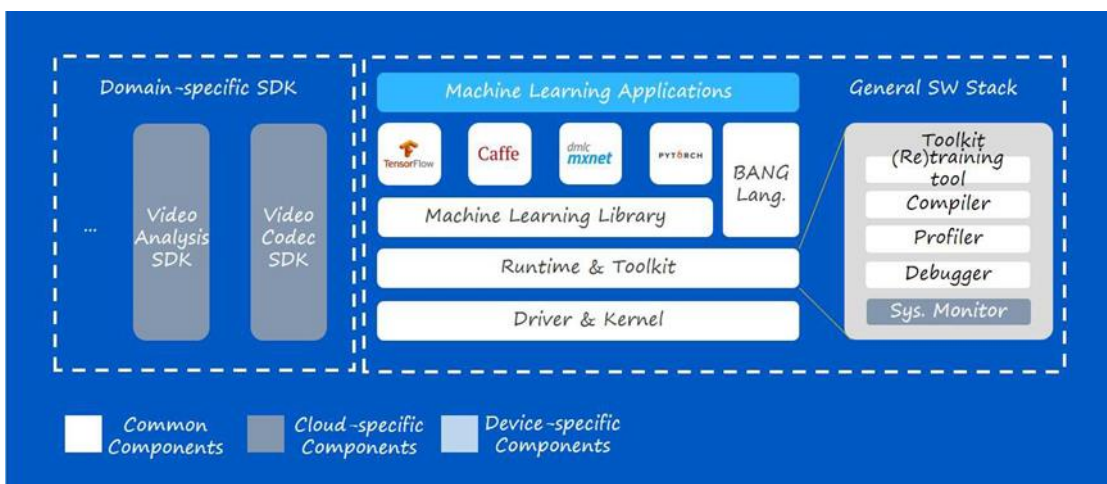 Domain-specific SDK
...
Video
Analysis
SDK
Video
Codec
SDK
Machine Learning Applications
TensorFlow
Caffe
dmlc
mxnet
PYTORCH
BANG
Lang.
Machine Learning Library
Runtime & Toolkit
Driver & Kernel
General SW Stack
Toolkit
(Re)training
tool
Compiler
Profiler
Debugger
Sys. Monitor
Common
Components
Cloud-specific
Components
Device-specific
Components